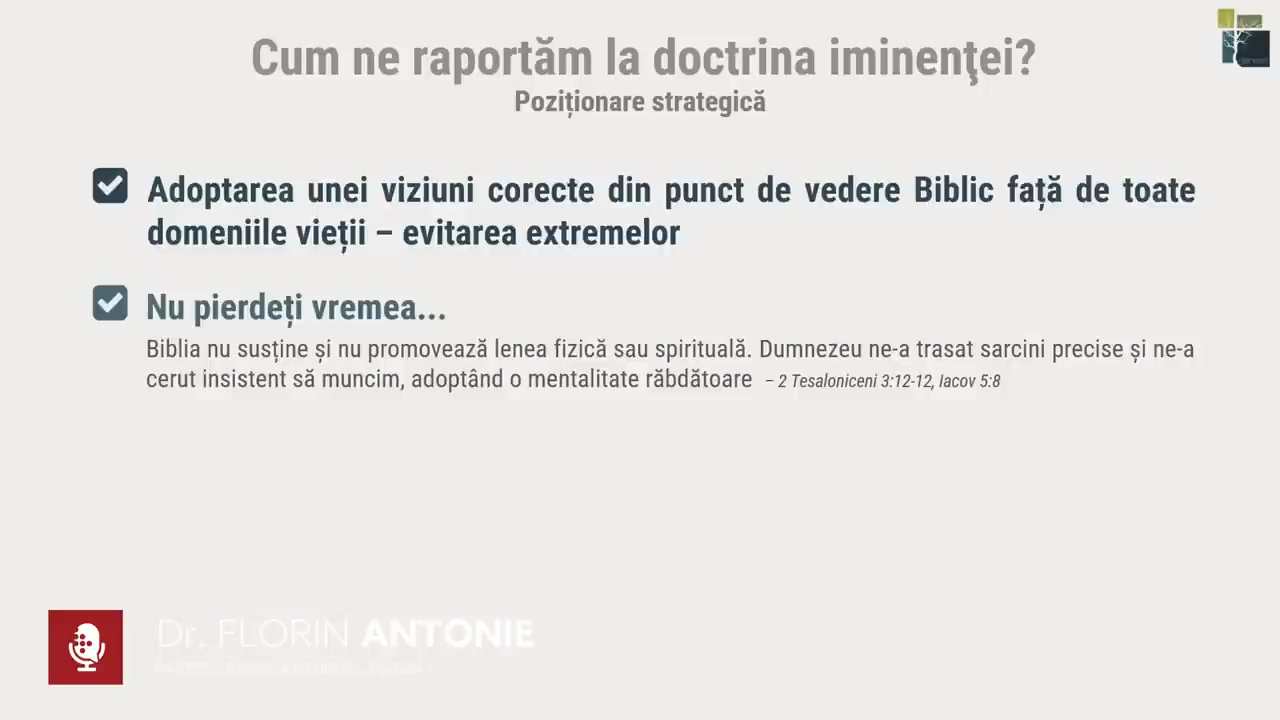 Cum ne raportăm la doctrina iminenţei?
Poziționare strategică
Adoptarea unei viziuni corecte din punct de vedere Biblic față de toate
domeniile vieții – evitarea extremelor
Nu pierdeți vremea...
Biblia nu susține și nu promovează lenea fizică sau spirituală. Dumnezeu ne-a trasat sarcini precise și ne-a
cerut insistent să muncim, adoptând o mentalitate răbdătoare – 2 Tesaloniceni 3:12-12, Iacov 5:8
Dr. FLORIN ANTONIE